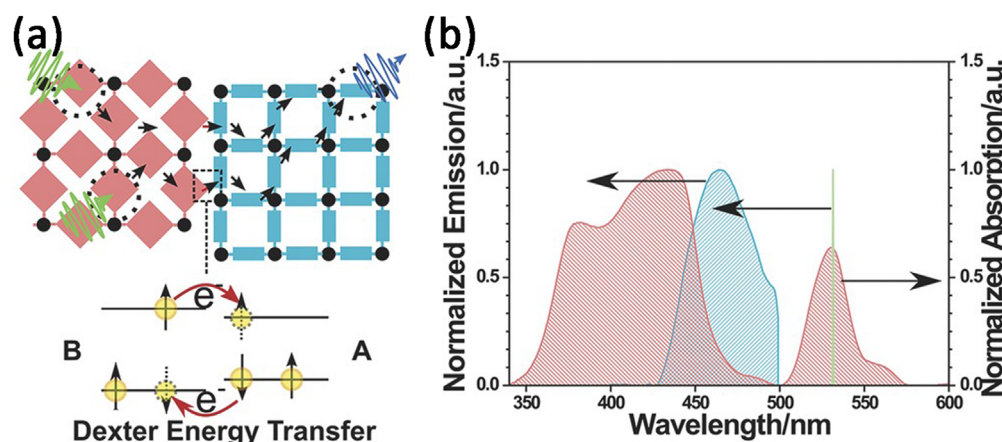 (a)
e-
B
A
e-
Dexter Energy Transfer
(b)
Normalized Emission/a.u.
1.5
1.0
0.5
0.0
350 400 450 500 550 600
Wavelength/nm
1.5
1.0
0.5
0.0
Normalized Absorption/a.u.